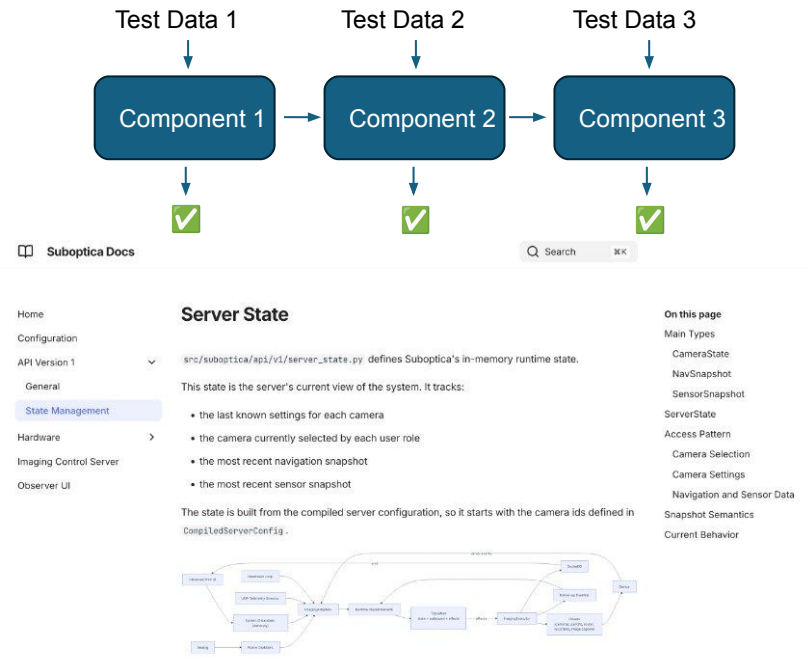 Test Data 1
Test Data 2
Test Data 3
Component 1
Component 2
Component 3
Suboptica Docs
Search
⌘K
Home
Configuration
API Version 1
General
State Management
Hardware
Imaging Control Server
Observer UI
Server State
src/suboptica/api/v1/server_state.py defines Suboptica's in-memory runtime state.
This state is the server's current view of the system. It tracks:
• the last known settings for each camera
• the camera currently selected by each user role
• the most recent navigation snapshot
• the most recent sensor snapshot
The state is built from the compiled server configuration, so it starts with the camera ids defined in
CompiledServerConfig.
On this page
Main Types
CameraState
NavSnapshot
SensorSnapshot
ServerState
Access Pattern
Camera Selection
Camera Settings
Navigation and Sensor Data
Snapshot Semantics
Current Behavior